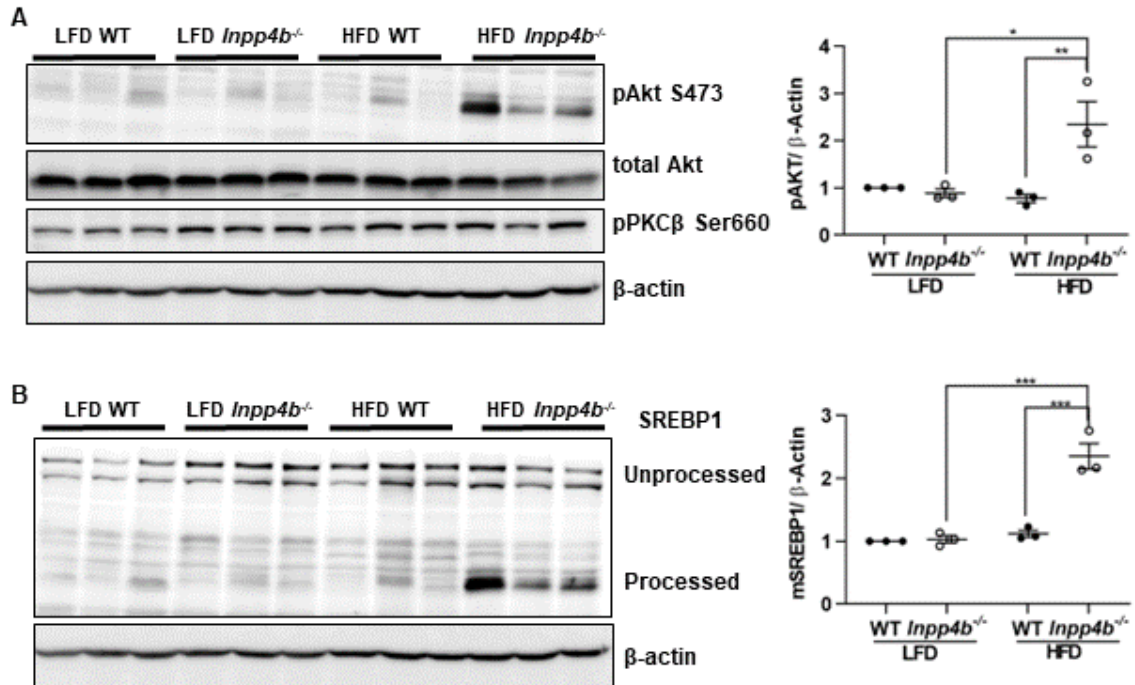 A
LFD WT LFD Inpp4b-/- HFD WT HFD Inpp4b-/-
pAkt S473
total Akt
pPKCβ Ser660
β-actin
pAKT/ β-Actin
4
3
2
1
0
*
**
WT Inpp4b-/- WT Inpp4b-/-
LFD HFD
B
LFD WT LFD Inpp4b-/- HFD WT HFD Inpp4b-/-
SREBP1
Unprocessed
Processed
β-actin
mSREBP1/ β-Actin
3
2
1
0
***
***
WT Inpp4b-/- WT Inpp4b-/-
LFD HFD